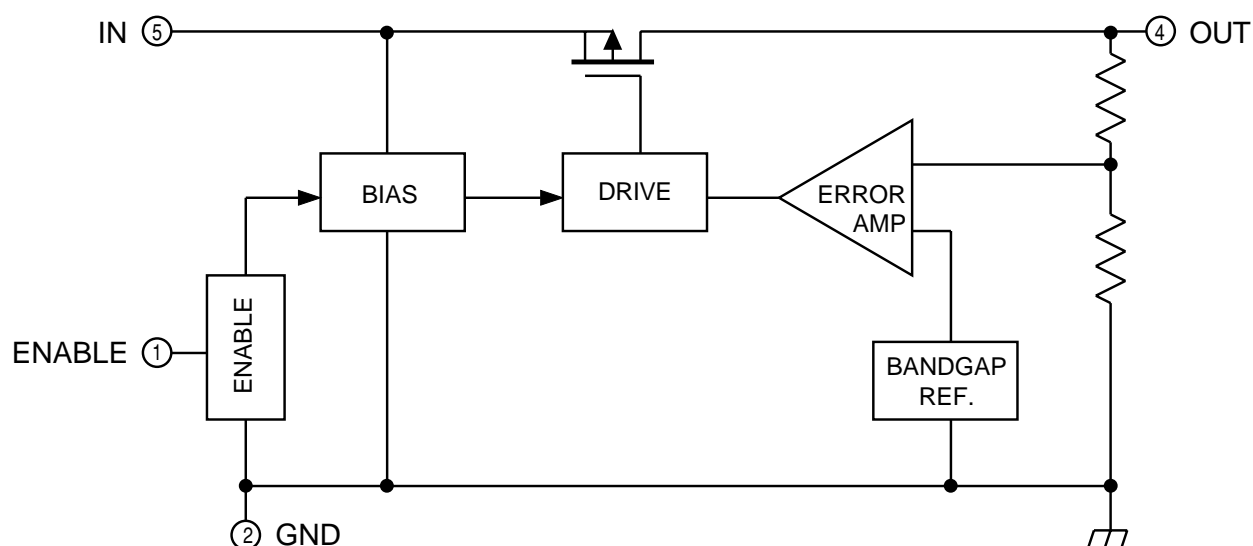 IN 5
4 OUT
BIAS
DRIVE
ERROR
AMP
ENABLE
ENABLE 1
BANDGAP
REF.
2 GND